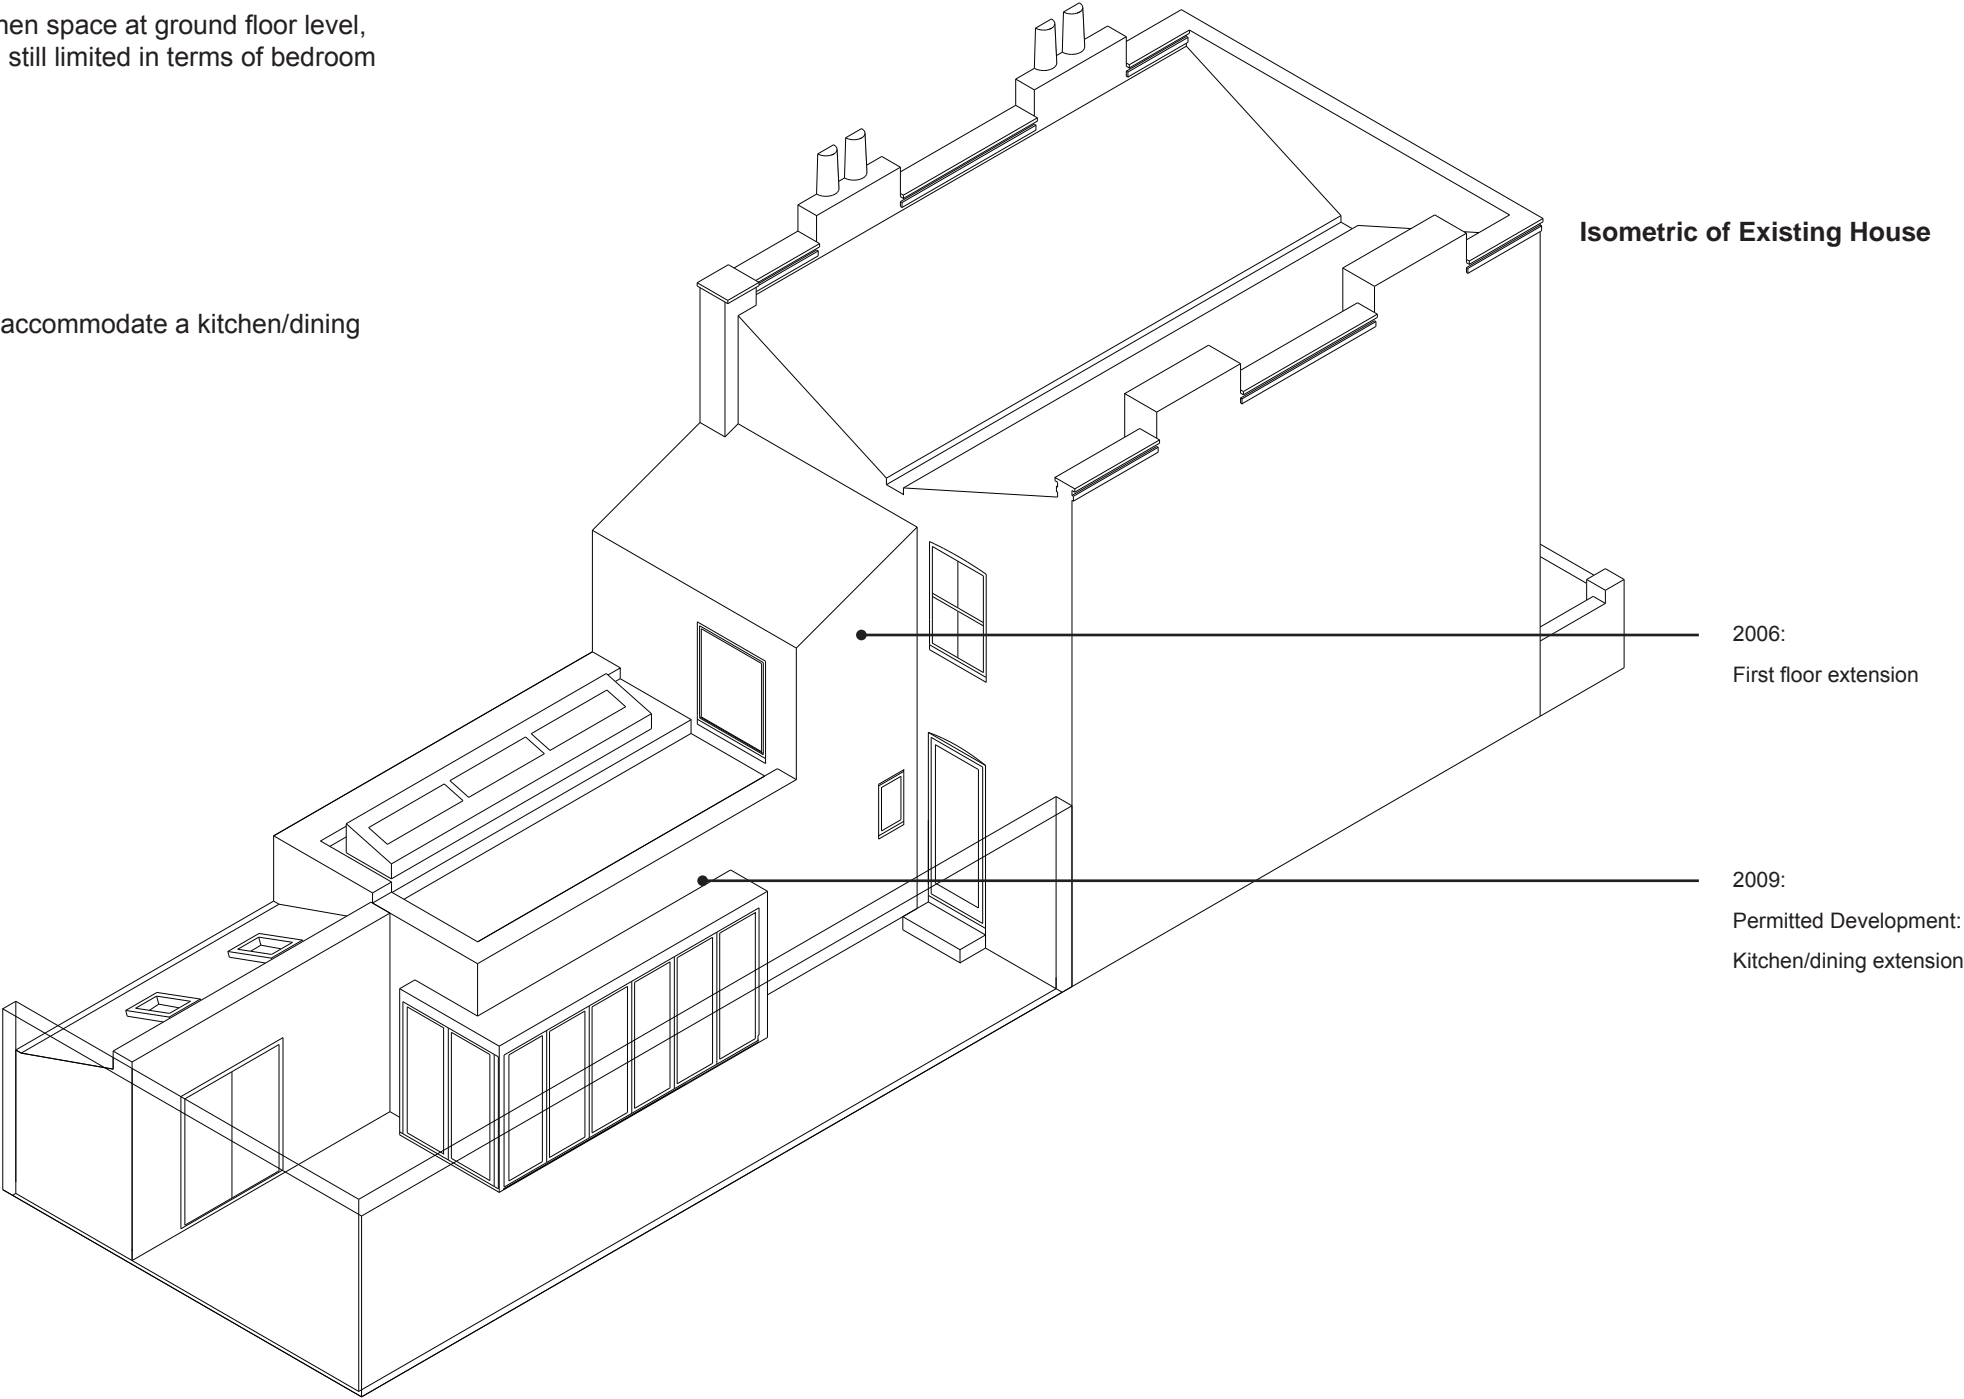 hen space at ground floor level,
still limited in terms of bedroom
accommodate a kitchen/dining
Isometric of Existing House
2006:
First floor extension
2009:
Permitted Development:
Kitchen/dining extension